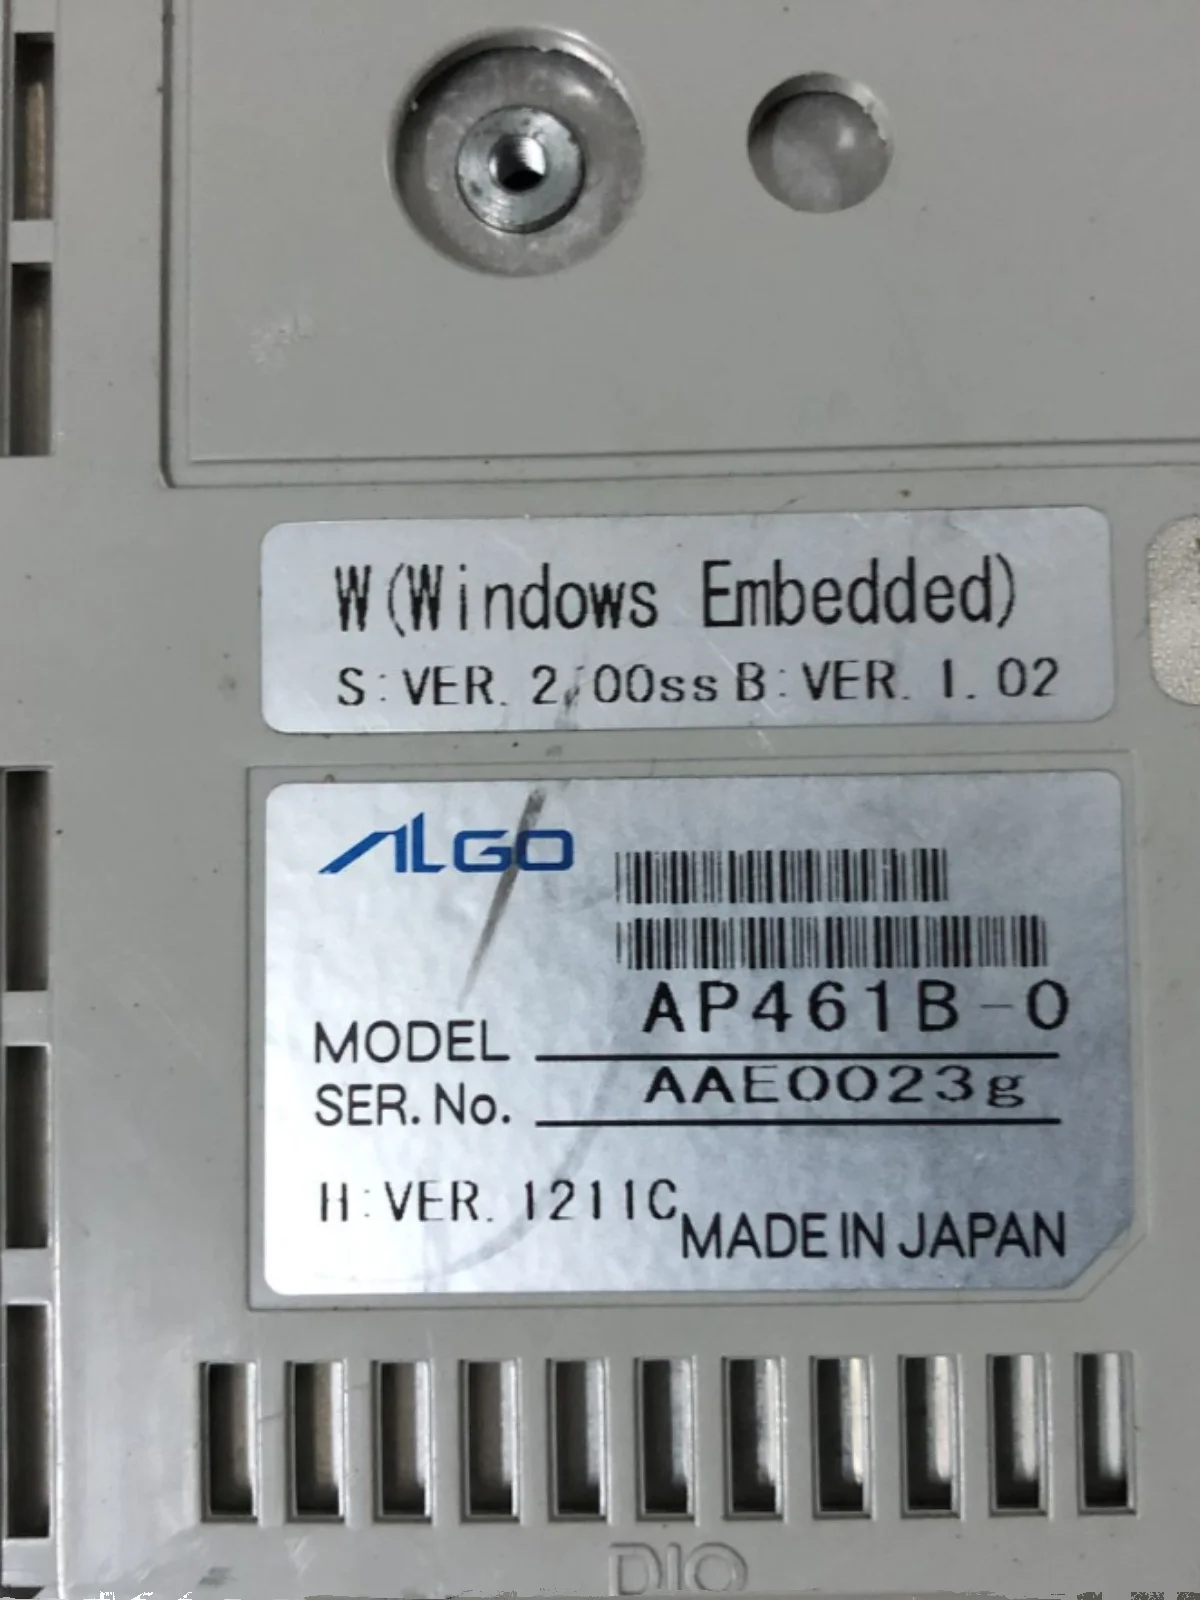 W(Windows Embedded)
S:VER. 2.00ss B:VER. 1.02
ALGO
MODEL AP461B-0
SER. No. AAE0023g
H:VER. 1211C
MADE IN JAPAN
DIO